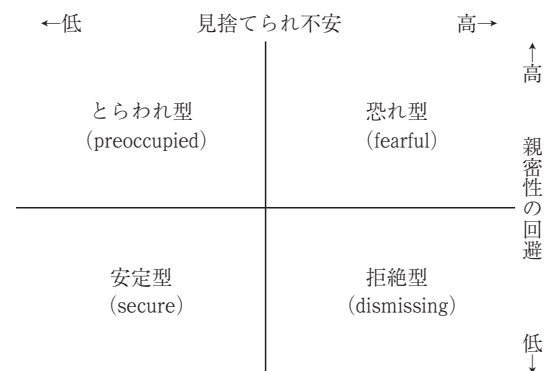 ←低 見捨てられ不安 高→
↑高 親密性の回避 低↓
とらわれ型
(preoccupied)
恐れ型
(fearful)
安定型
(secure)
拒絶型
(dismissing)